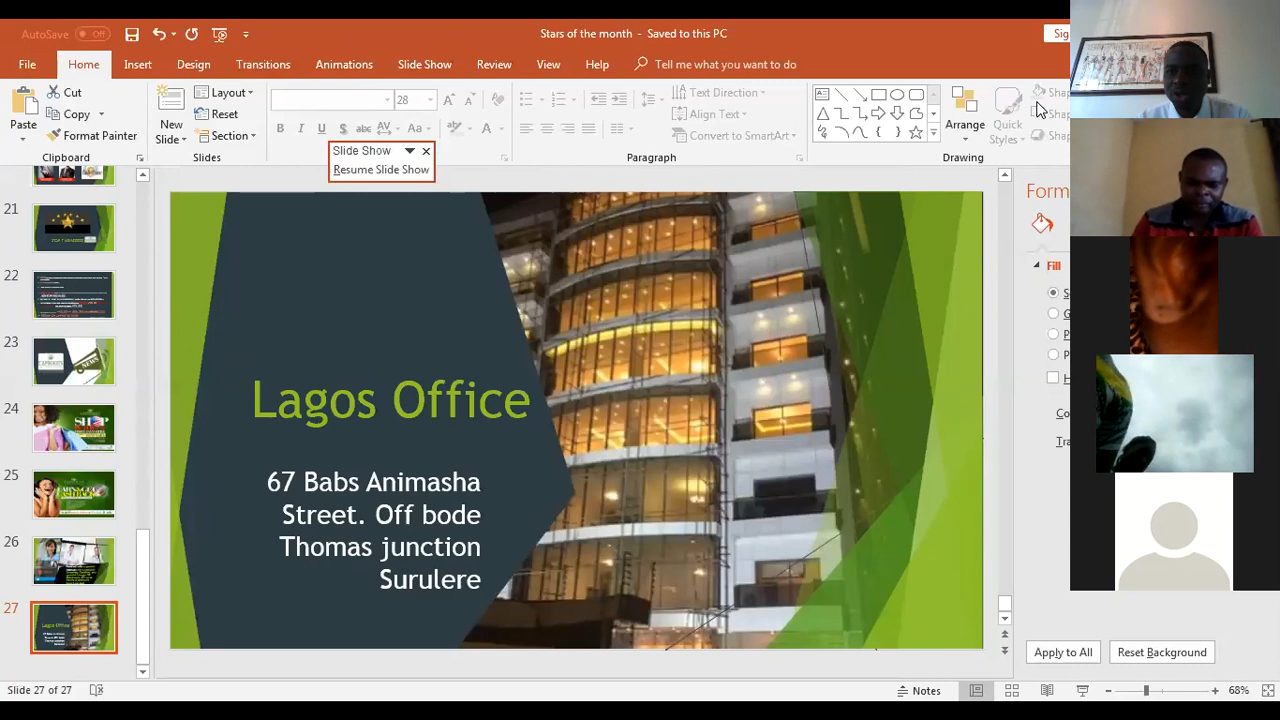 AutoSave Off
Stars of the month - Saved to this PC
File Home Insert Design Transitions Animations Slide Show Review View Help Tell me what you want to do
Paste
Cut
Copy
Format Painter
Clipboard
New
Slide
Layout
Reset
Section
Slides
28
Slide Show
Resume Slide Show
Text Direction
Align Text
Convert to SmartArt
Paragraph
Arrange
Quick
Styles
Drawing
21
22
23
24
25
26
27
Lagos Office
67 Babs Animasha
Street. Off bode
Thomas junction
Surulere
Fill
Apply to All
Reset Background
Slide 27 of 27
Notes
68%